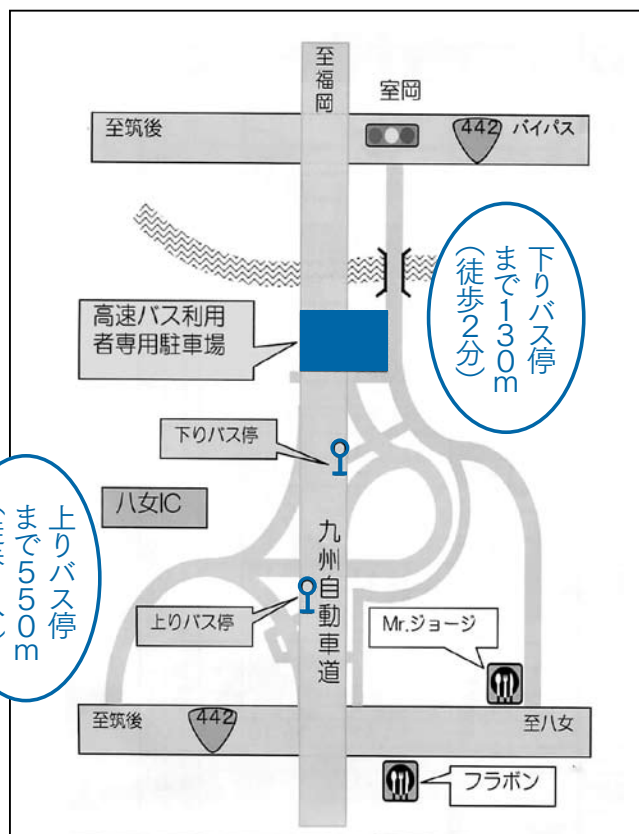 至福岡
室岡
至筑後
442
バイパス
下りバス停
まで130m
(徒歩2分)
高速バス利用
者専用駐車場
下りバス停
八女IC
上りバス停
まで550m
九州自動車道
上りバス停
Mr.ジョージ
至筑後
442
至八女
フラボン